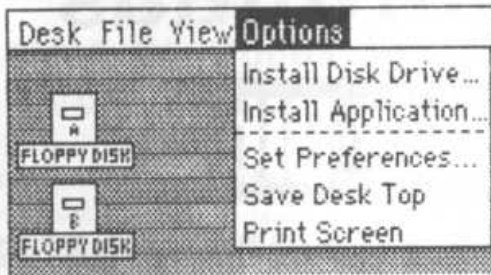 Desk File View Options
Install Disk Drive...
Install Application...
Set Preferences...
Save Desk Top
Print Screen
A
FLOPPY DISK
B
FLOPPY DISK